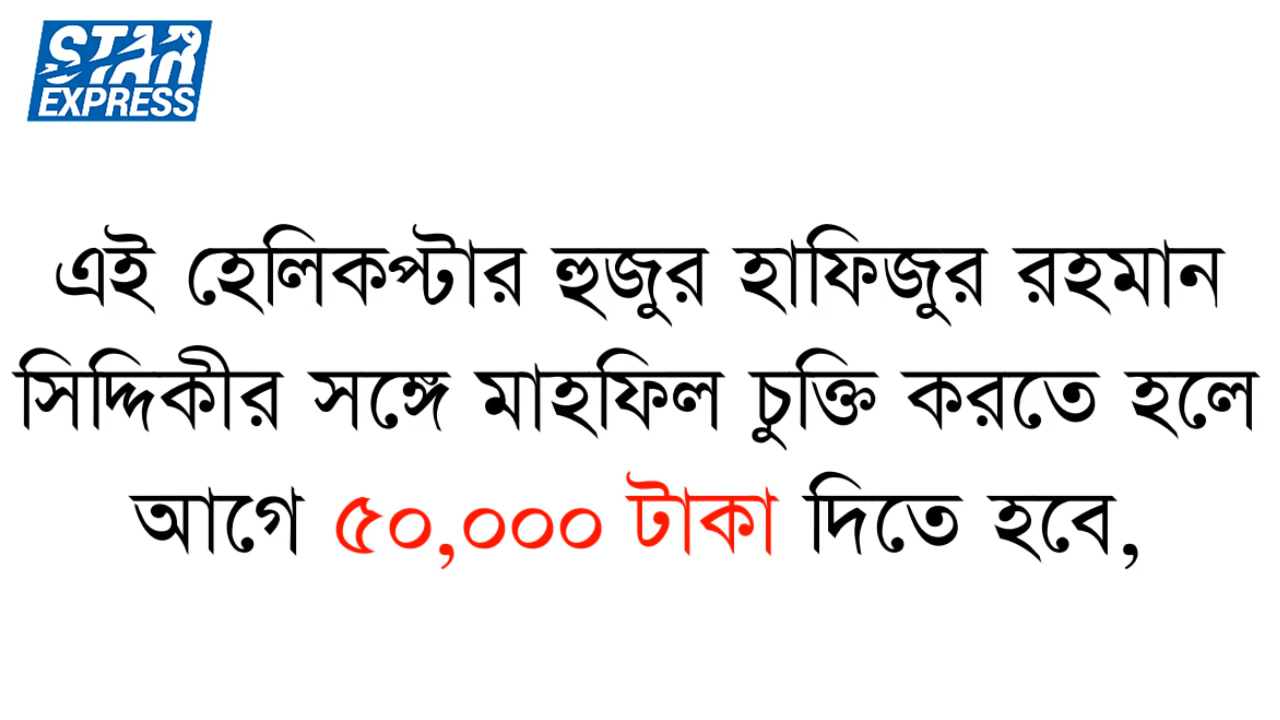 STAR
EXPRESS
এই হেলিকপ্টার হুজুর হাফিজুর রহমান
সিদ্দিকীর সঙ্গে মাহফিল চুক্তি করতে হলে
আগে ৫০,০০০ টাকা দিতে হবে,